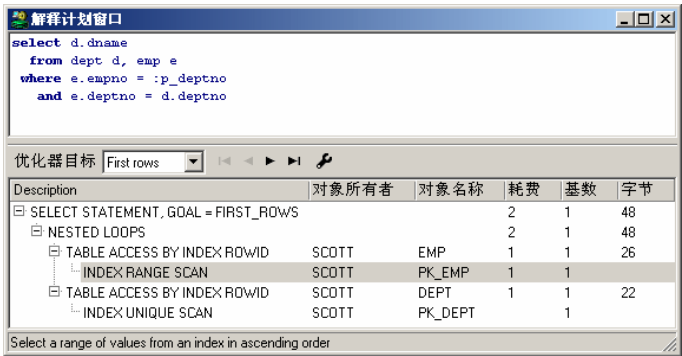 解释计划窗口
select d.dname
from dept d, emp e
where e.empno = :p_deptno
and e.deptno = d.deptno
优化器目标 First rows
Description 对象所有者 对象名称 耗费 基数 字节
SELECT STATEMENT, GOAL = FIRST_ROWS 2 1 48
NESTED LOOPS 2 1 48
TABLE ACCESS BY INDEX ROWID SCOTT EMP 1 1 26
INDEX RANGE SCAN SCOTT PK_EMP 1 1
TABLE ACCESS BY INDEX ROWID SCOTT DEPT 1 1 22
INDEX UNIQUE SCAN SCOTT PK_DEPT 1
Select a range of values from an index in ascending order